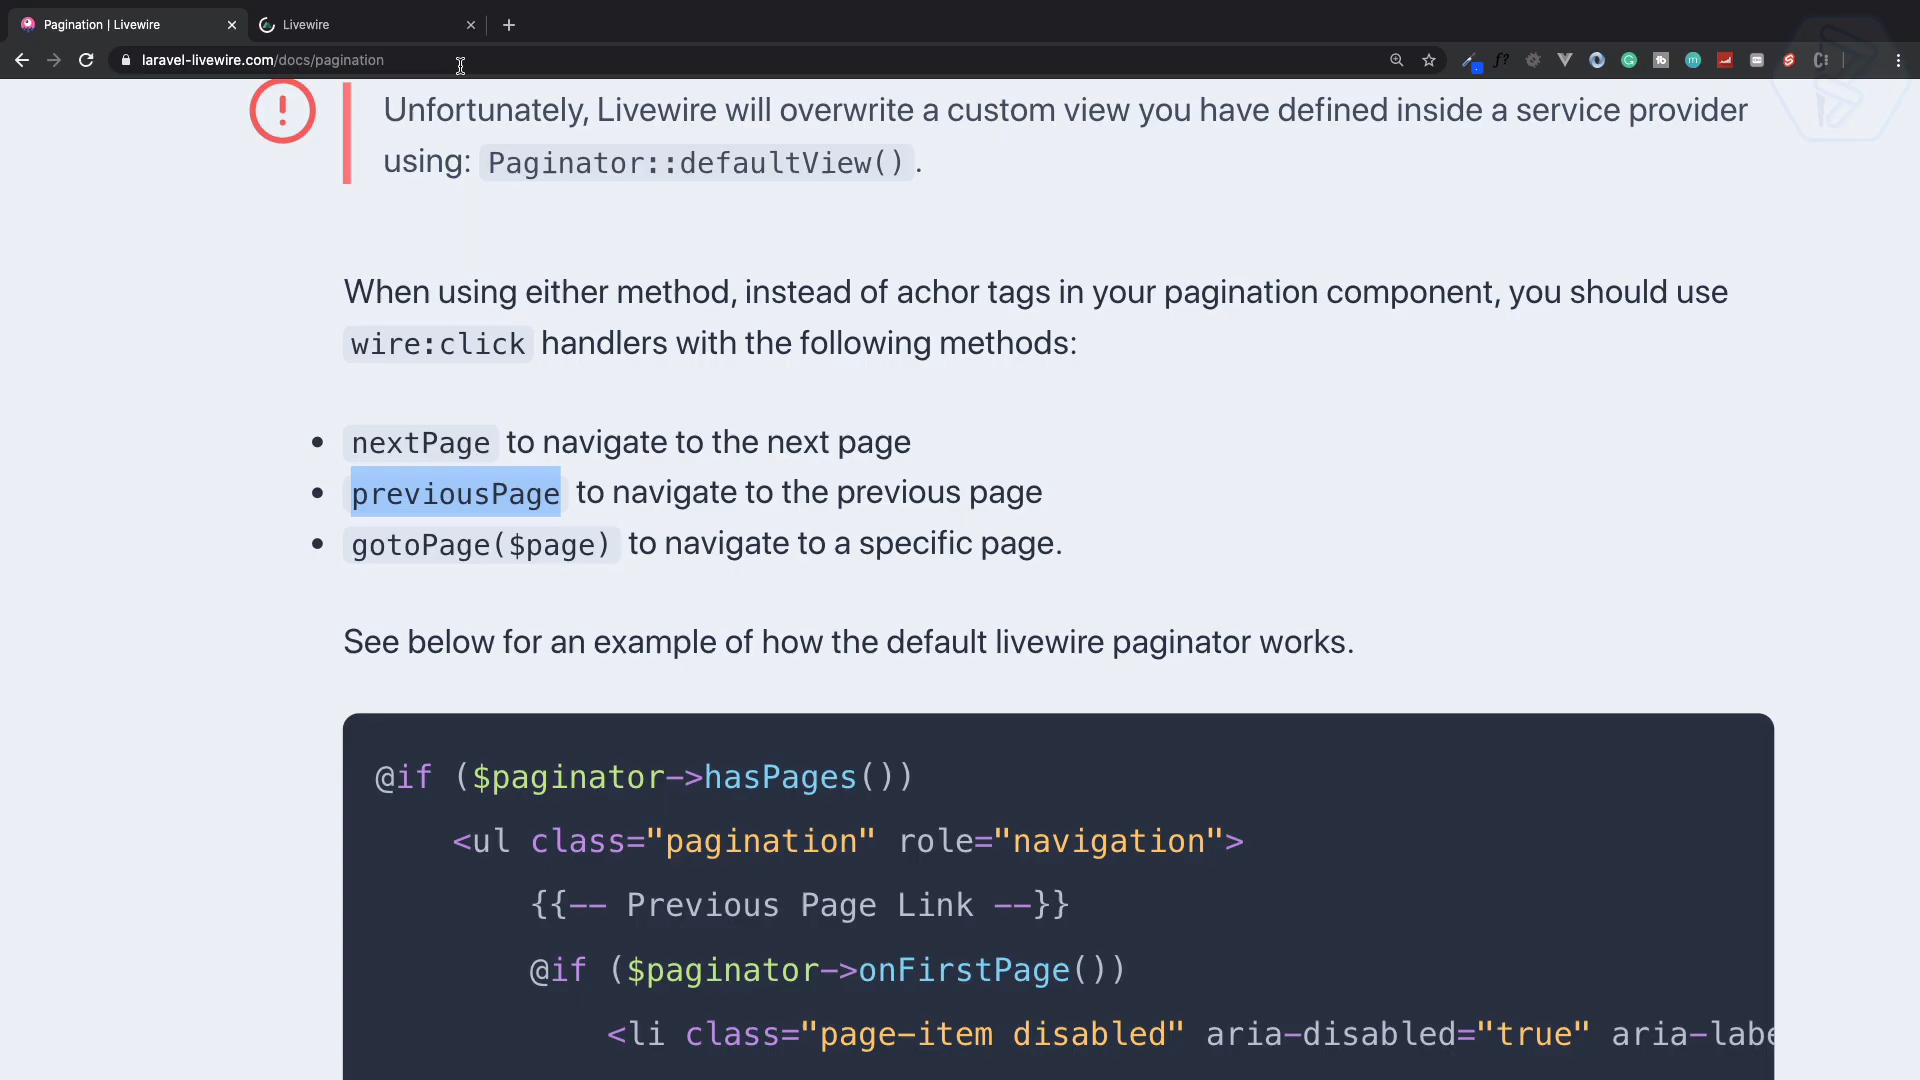 Pagination | Livewire
Livewire
laravel-livewire.com/docs/pagination
Unfortunately, Livewire will overwrite a custom view you have defined inside a service provider
using: Paginator::defaultView().
When using either method, instead of achor tags in your pagination component, you should use
wire:click handlers with the following methods:
• nextPage to navigate to the next page
• previousPage to navigate to the previous page
• gotoPage($page) to navigate to a specific page.
See below for an example of how the default livewire paginator works.
@if ($paginator->hasPages())
<ul class="pagination" role="navigation">
{{-- Previous Page Link --}}
@if ($paginator->onFirstPage())
<li class="page-item disabled" aria-disabled="true" aria-labe